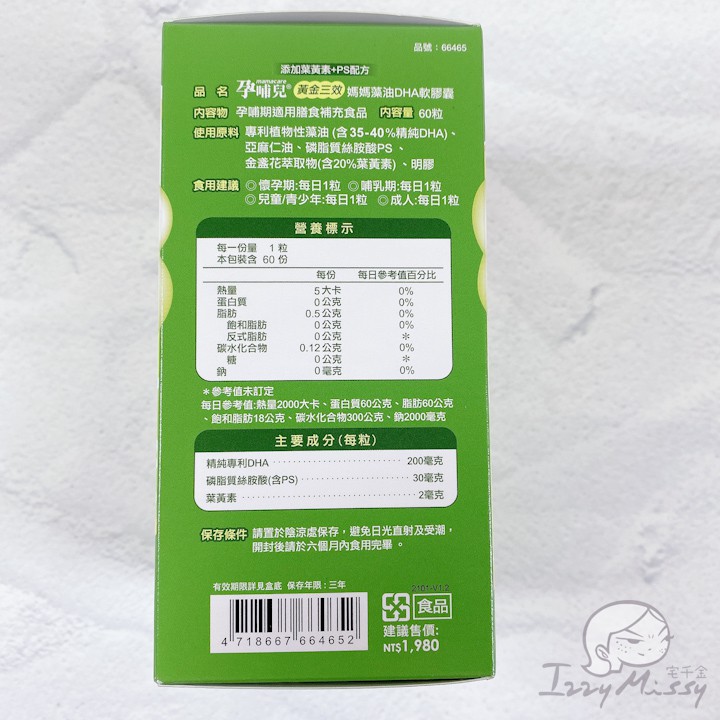 品號：66465
添加葉黃素+PS配方
品名 mamacare 孕哺兒® 黃金三效 媽媽藻油DHA軟膠囊
內容物 孕哺期適用膳食補充食品 內容量 60粒
使用原料 專利植物性藻油 (含35-40%精純DHA)、
亞麻仁油、磷脂質絲胺酸PS、
金盞花萃取物(含20%葉黃素)、明膠
食用建議 ◎懷孕期:每日1粒 ◎哺乳期:每日1粒
◎兒童/青少年:每日1粒 ◎成人:每日1粒
營養標示
每一份量 1 粒
本包裝含 60 份
每份 每日參考值百分比
熱量 5大卡 0%
蛋白質 0公克 0%
脂肪 0.5公克 0%
飽和脂肪 0公克 0%
反式脂肪 0公克 *
碳水化合物 0.12公克 0%
糖 0公克 *
鈉 0毫克 0%
*參考值未訂定
每日參考值:熱量2000大卡、蛋白質60公克、脂肪60公克
、飽和脂肪18公克、碳水化合物300公克、鈉2000毫克
主要成分(每粒)
精純專利DHA 200毫克
磷脂質絲胺酸(含PS) 30毫克
葉黃素 2毫克
保存條件 請置於陰涼處保存，避免日光直射及受潮，
開封後請於六個月內食用完畢。
有效期限詳見盒底 保存年限：三年
2101-V1.2
食品
4 718667 664652
建議售價:
NT$1,980
宅千金
IzzyMissy